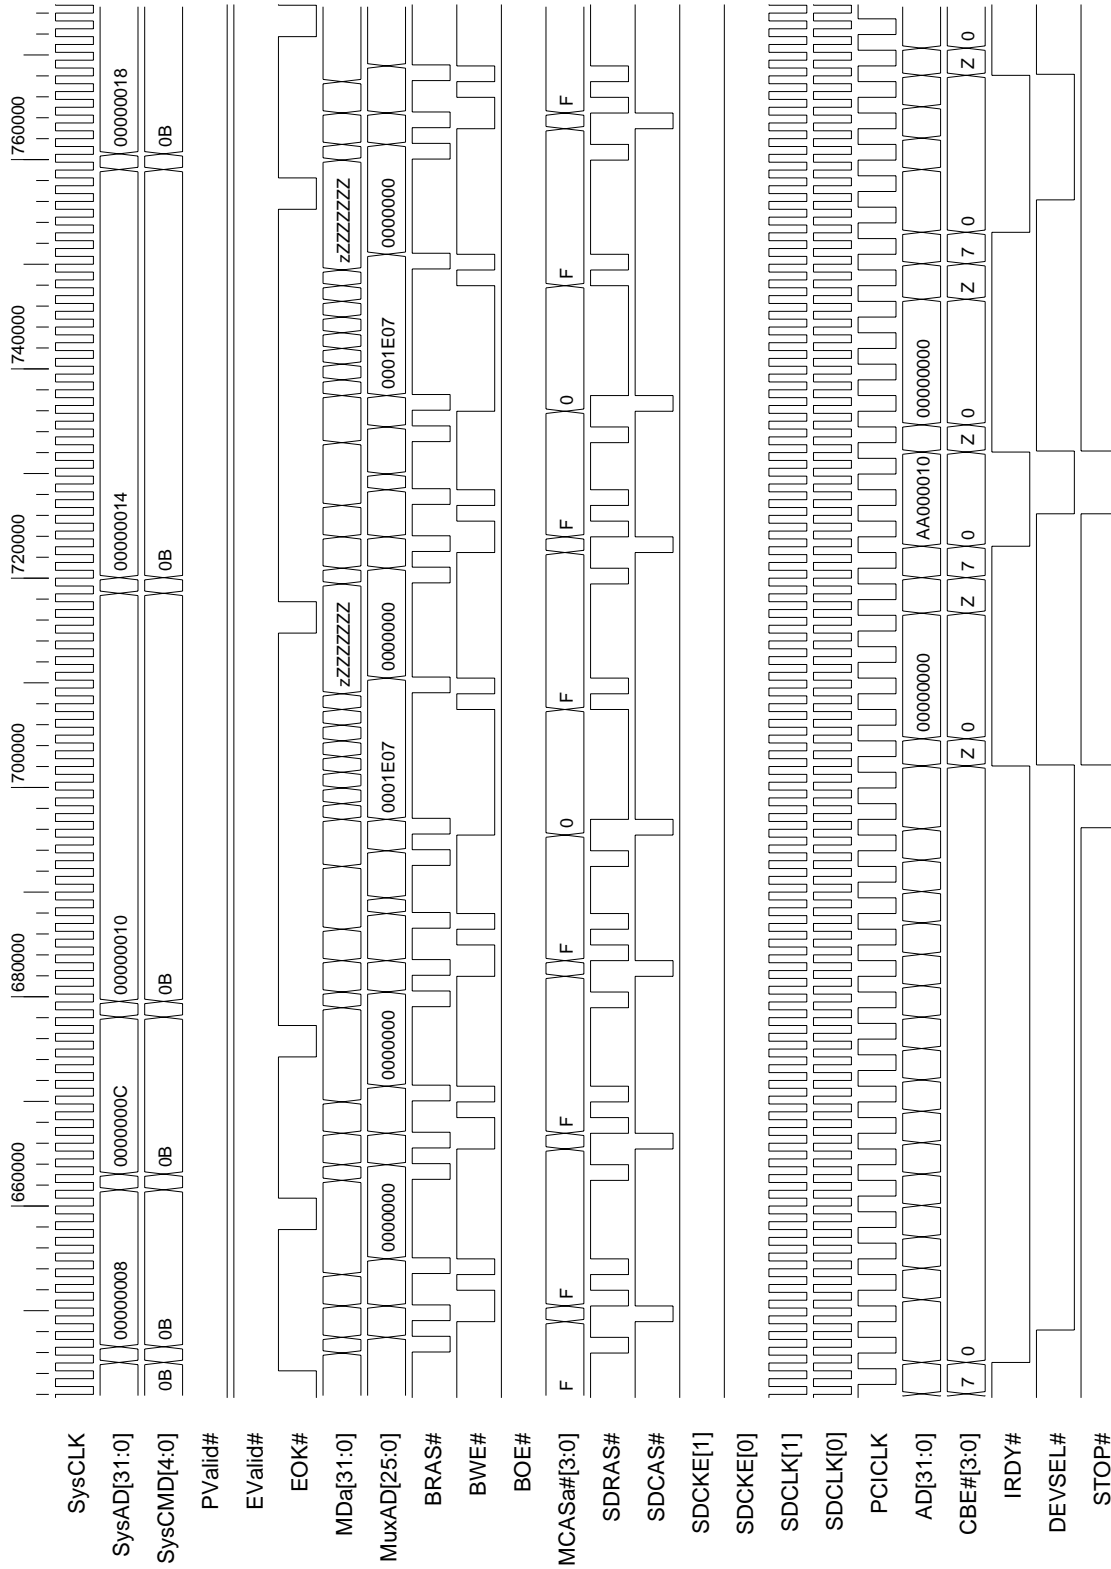 660000 680000 700000 720000 740000 760000
SysCLK
SysAD[31:0] 00000008 0000000C 00000010 00000014 00000018
SysCMD[4:0] 0B 0B 0B 0B 0B 0B
PValid#
EValid#
EOK#
MDa[31:0] zZZZZZZZ zZZZZZZZ
MuxAD[25:0] 0000000 0000000 0001E07 0000000 0001E07 0000000
BRAS#
BWE#
BOE#
MCASa#[3:0] F F F F 0 F F 0 F F
SDRAS#
SDCAS#
SDCKE[1]
SDCKE[0]
SDCLK[1]
SDCLK[0]
PCICLK
AD[31:0] 00000000 AA000010 00000000
CBE#[3:0] 7 0 Z 0 Z 7 0 Z 0 Z 7 0 Z 0
IRDY#
DEVSEL#
STOP#